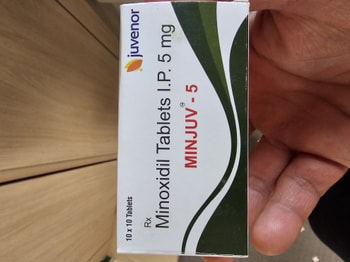 juvenor
Rx
Minoxidil Tablets I.P. 5 mg
MINJUV® - 5
10 x 10 Tablets